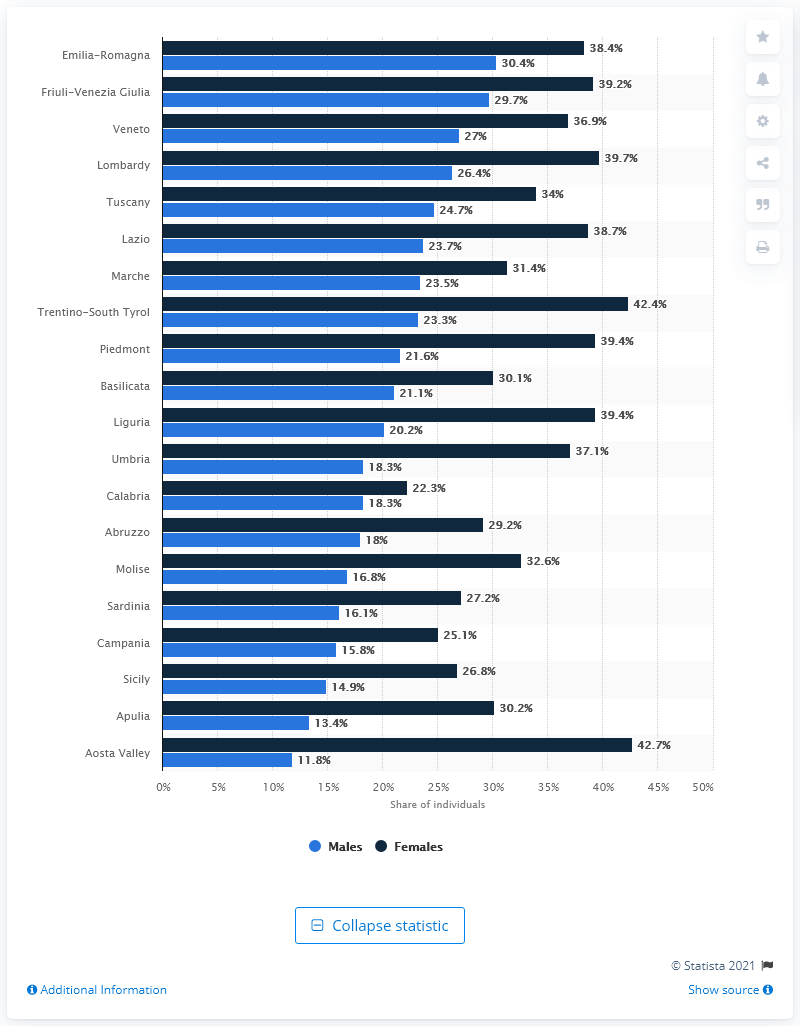 Emilia-Romagna 38.4%
30.4%
Friuli-Venezia Giulia 39.2%
29.7%
Veneto 36.9%
27%
Lombardy 39.7%
26.4%
Tuscany 34%
24.7%
Lazio 38.7%
23.7%
Marche 31.4%
23.5%
Trentino-South Tyrol 42.4%
23.3%
Piedmont 39.4%
21.6%
Basilicata 30.1%
21.1%
Liguria 39.4%
20.2%
Umbria 37.1%
18.3%
Calabria 22.3%
18.3%
Abruzzo 29.2%
18%
Molise 32.6%
16.8%
Sardinia 27.2%
16.1%
Campania 25.1%
15.8%
Sicily 26.8%
14.9%
Apulia 30.2%
13.4%
Aosta Valley 42.7%
11.8%
0% 5% 10% 15% 20% 25% 30% 35% 40% 45% 50%
Share of individuals
Males Females
Collapse statistic
© Statista 2021
Additional Information Show source